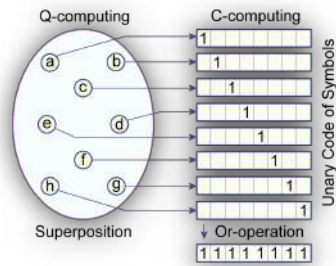 Q-computing
C-computing
a
b
c
d
e
f
g
h
1
1
1
1
1
1
1
1
Unary Code of Symbols
Superposition
Or-operation
1 1 1 1 1 1 1 1